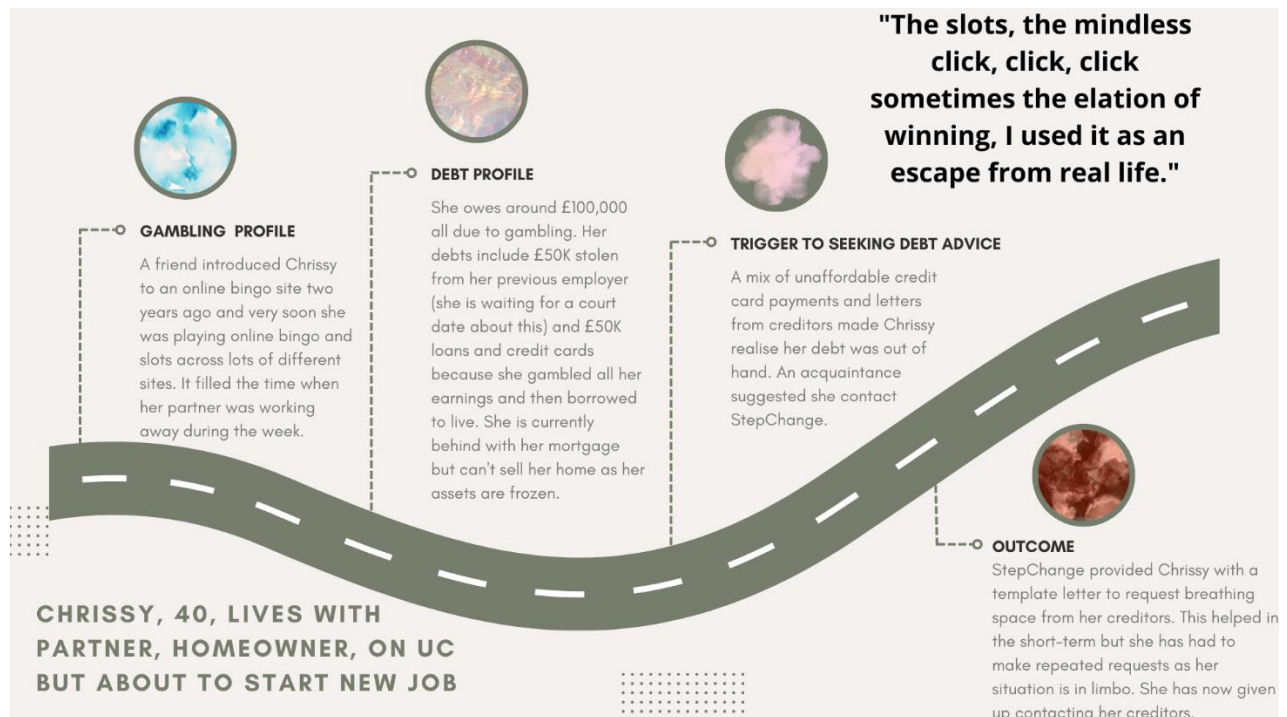 "The slots, the mindless
click, click, click
sometimes the elation of
winning, I used it as an
escape from real life."
GAMBLING PROFILE
A friend introduced Chrissy
to an online bingo site two
years ago and very soon she
was playing online bingo and
slots across lots of different
sites. It filled the time when
her partner was working
away during the week.
DEBT PROFILE
She owes around £100,000
all due to gambling. Her
debts include £50K stolen
from her previous employer
(she is waiting for a court
date about this) and £50K
loans and credit cards
because she gambled all her
earnings and then borrowed
to live. She is currently
behind with her mortgage
but can't sell her home as her
assets are frozen.
TRIGGER TO SEEKING DEBT ADVICE
A mix of unaffordable credit
card payments and letters
from creditors made Chrissy
realise her debt was out of
hand. An acquaintance
suggested she contact
StepChange.
OUTCOME
StepChange provided Chrissy with a
template letter to request breathing
space from her creditors. This helped in
the short-term but she has had to
make repeated requests as her
situation is in limbo. She has now given
up contacting her creditors.
CHRISSY, 40, LIVES WITH
PARTNER, HOMEOWNER, ON UC
BUT ABOUT TO START NEW JOB